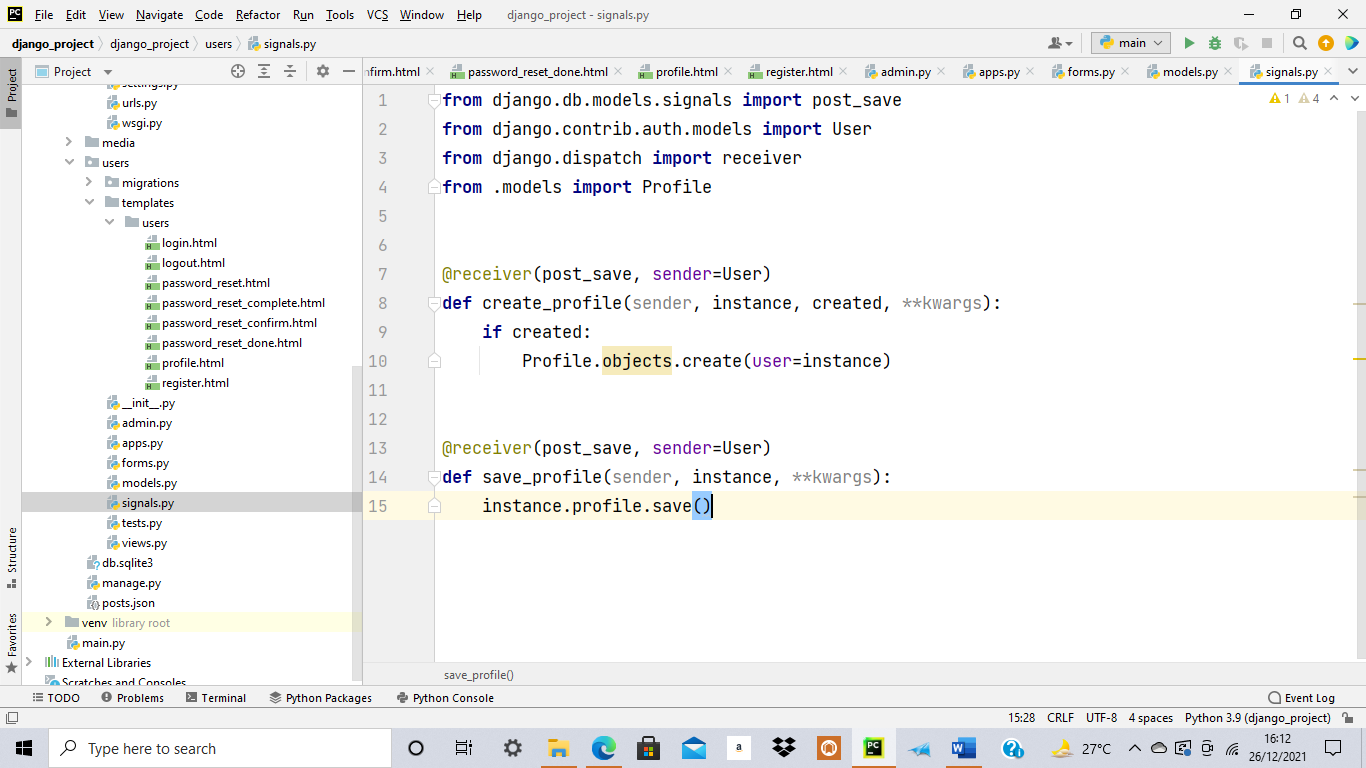 PC File Edit View Navigate Code Refactor Run Tools VCS Window Help django_project - signals.py
django_project django_project users signals.py main
Project nfirm.html password_reset_done.html profile.html register.html admin.py apps.py forms.py models.py signals.py
Project
settings.py
urls.py
wsgi.py
media
users
migrations
templates
users
login.html
logout.html
password_reset.html
password_reset_complete.html
password_reset_confirm.html
password_reset_done.html
profile.html
register.html
__init__.py
admin.py
apps.py
forms.py
models.py
signals.py
tests.py
views.py
db.sqlite3
manage.py
posts.json
venv library root
main.py
External Libraries
Scratches and Consoles
Structure
Favorites
1 from django.db.models.signals import post_save
1 4
2 from django.contrib.auth.models import User
3 from django.dispatch import receiver
4 from .models import Profile
5
6
7 @receiver(post_save, sender=User)
8 def create_profile(sender, instance, created, **kwargs):
9 if created:
10 Profile.objects.create(user=instance)
11
12
13 @receiver(post_save, sender=User)
14 def save_profile(sender, instance, **kwargs):
15 instance.profile.save()
save_profile()
TODO Problems Terminal Python Packages Python Console Event Log
15:28 CRLF UTF-8 4 spaces Python 3.9 (django_project)
Type here to search a PC W 27°C 16:12
26/12/2021